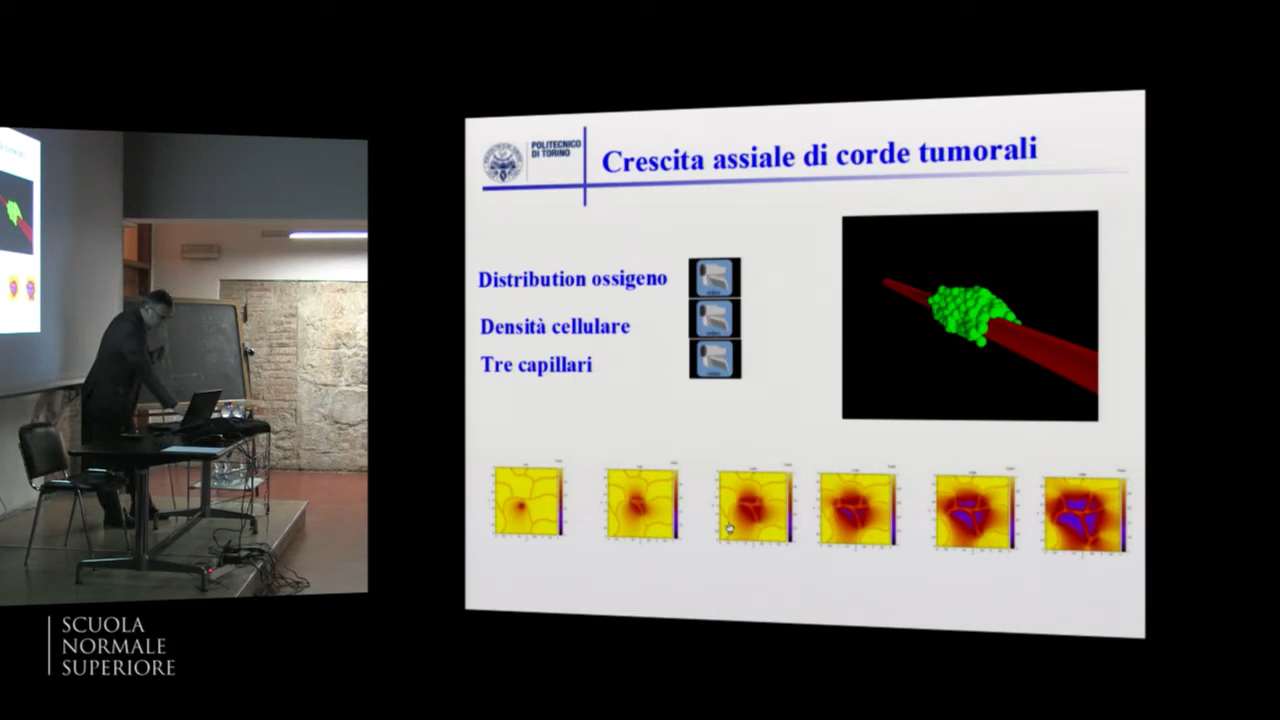 POLITECNICO
DI TORINO
Crescita assiale di corde tumorali
Distribution ossigeno
Densità cellulare
Tre capillari
SCUOLA
NORMALE
SUPERIORE